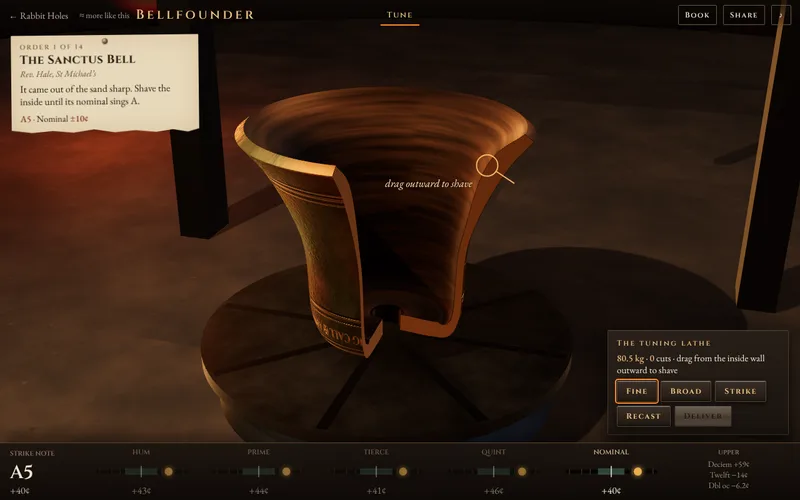 ← Rabbit Holes
≈ more like this
BELLFOUNDER
TUNE
BOOK
SHARE
♪
ORDER 1 OF 14
THE SANCTUS BELL
Rev. Hale, St Michael's
It came out of the sand sharp. Shave the
inside until its nominal sings A.
A5 · Nominal ±10¢
drag outward to shave
THE TUNING LATHE
80.5 kg · 0 cuts · drag from the inside wall
outward to shave
FINE
BROAD
STRIKE
RECAST
DELIVER
STRIKE NOTE
A5
+40¢
HUM
+43¢
PRIME
+44¢
TIERCE
+41¢
QUINT
+46¢
NOMINAL
+40¢
UPPER
Deciem +59¢
Twelft −14¢
Dbl oc −6.2¢